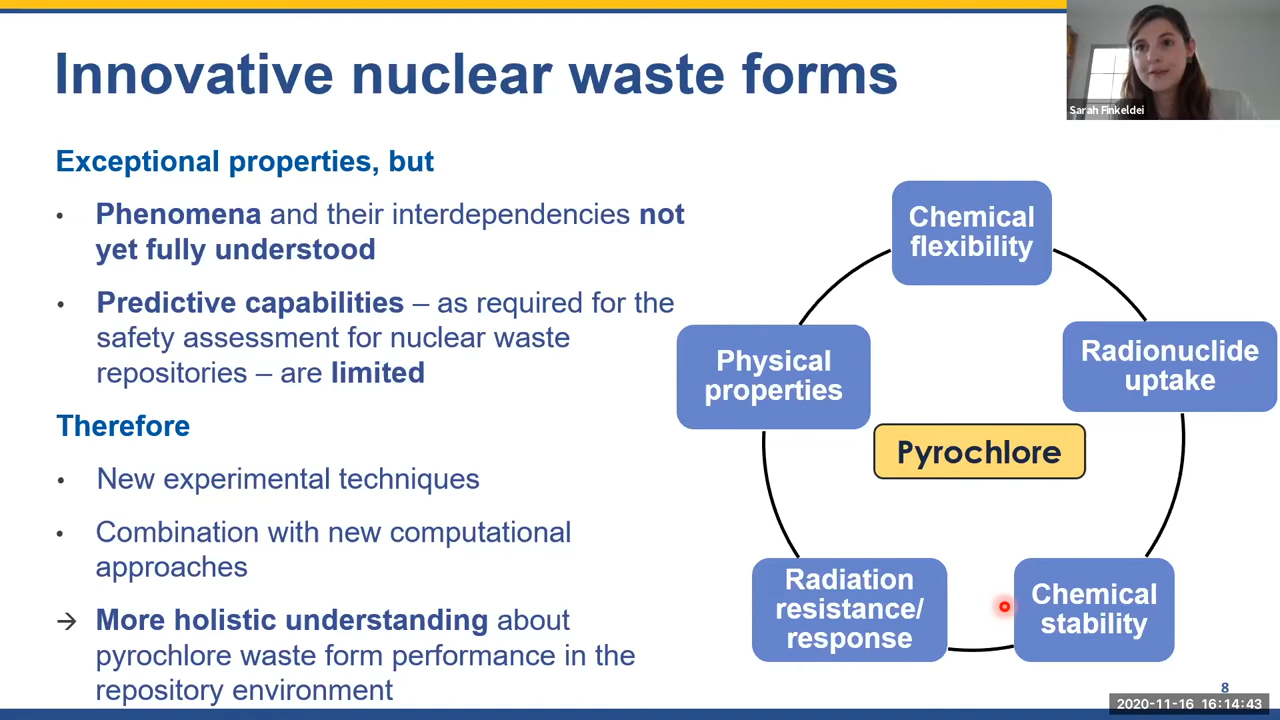 Innovative nuclear waste forms
Sarah Finkeldei
Exceptional properties, but
• Phenomena and their interdependencies not
yet fully understood
• Predictive capabilities – as required for the
safety assessment for nuclear waste
repositories – are limited
Therefore
• New experimental techniques
• Combination with new computational
approaches
→ More holistic understanding about
pyrochlore waste form performance in the
repository environment
Chemical
flexibility
Radionuclide
uptake
Physical
properties
Pyrochlore
Radiation
resistance/
response
Chemical
stability
8
2020-11-16 16:14:43